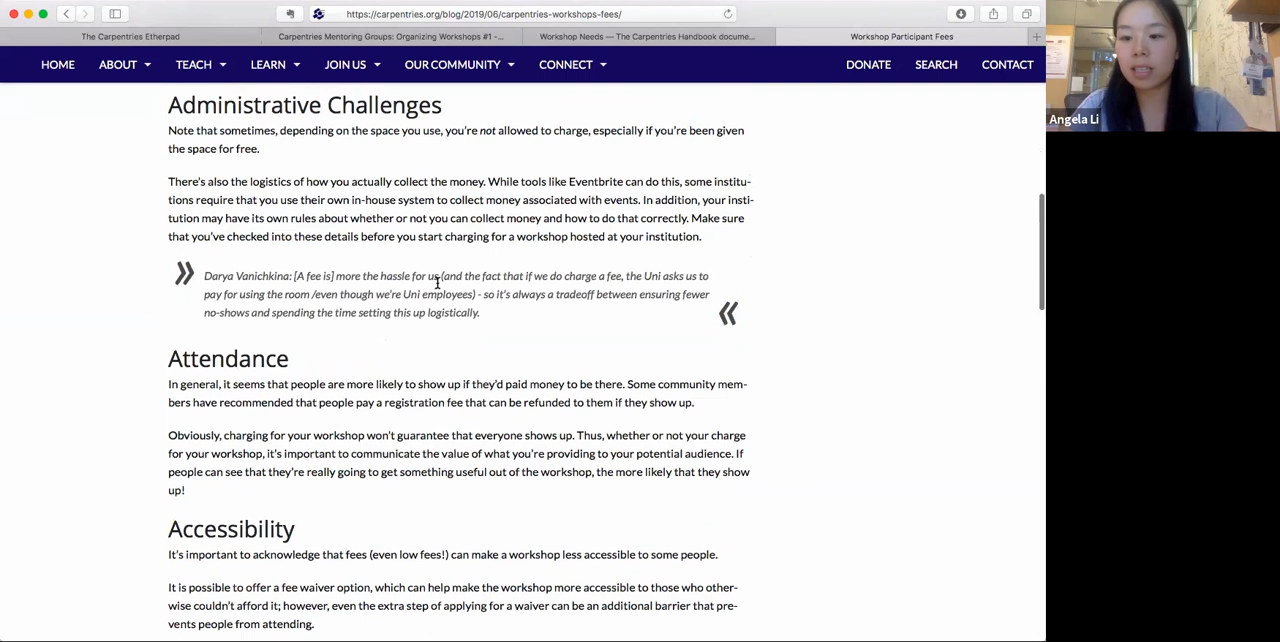 https://carpentries.org/blog/2019/06/carpentries-workshops-fees/
The Carpentries Etherpad
Carpentries Mentoring Groups: Organizing Workshops #1 -...
Workshop Needs — The Carpentries Handbook docume...
Workshop Participant Fees
HOME ABOUT TEACH LEARN JOIN US OUR COMMUNITY CONNECT DONATE SEARCH CONTACT
Angela Li
Administrative Challenges
Note that sometimes, depending on the space you use, you're not allowed to charge, especially if you're been given
the space for free.
There's also the logistics of how you actually collect the money. While tools like Eventbrite can do this, some institu-
tions require that you use their own in-house system to collect money associated with events. In addition, your insti-
tution may have its own rules about whether or not you can collect money and how to do that correctly. Make sure
that you've checked into these details before you start charging for a workshop hosted at your institution.
» Darya Vanichkina: [A fee is] more the hassle for us (and the fact that if we do charge a fee, the Uni asks us to
pay for using the room /even though we're Uni employees) - so it's always a tradeoff between ensuring fewer
no-shows and spending the time setting this up logistically. «
Attendance
In general, it seems that people are more likely to show up if they'd paid money to be there. Some community mem-
bers have recommended that people pay a registration fee that can be refunded to them if they show up.
Obviously, charging for your workshop won't guarantee that everyone shows up. Thus, whether or not your charge
for your workshop, it's important to communicate the value of what you're providing to your potential audience. If
people can see that they're really going to get something useful out of the workshop, the more likely that they show
up!
Accessibility
It's important to acknowledge that fees (even low fees!) can make a workshop less accessible to some people.
It is possible to offer a fee waiver option, which can help make the workshop more accessible to those who other-
wise couldn't afford it; however, even the extra step of applying for a waiver can be an additional barrier that pre-
vents people from attending.